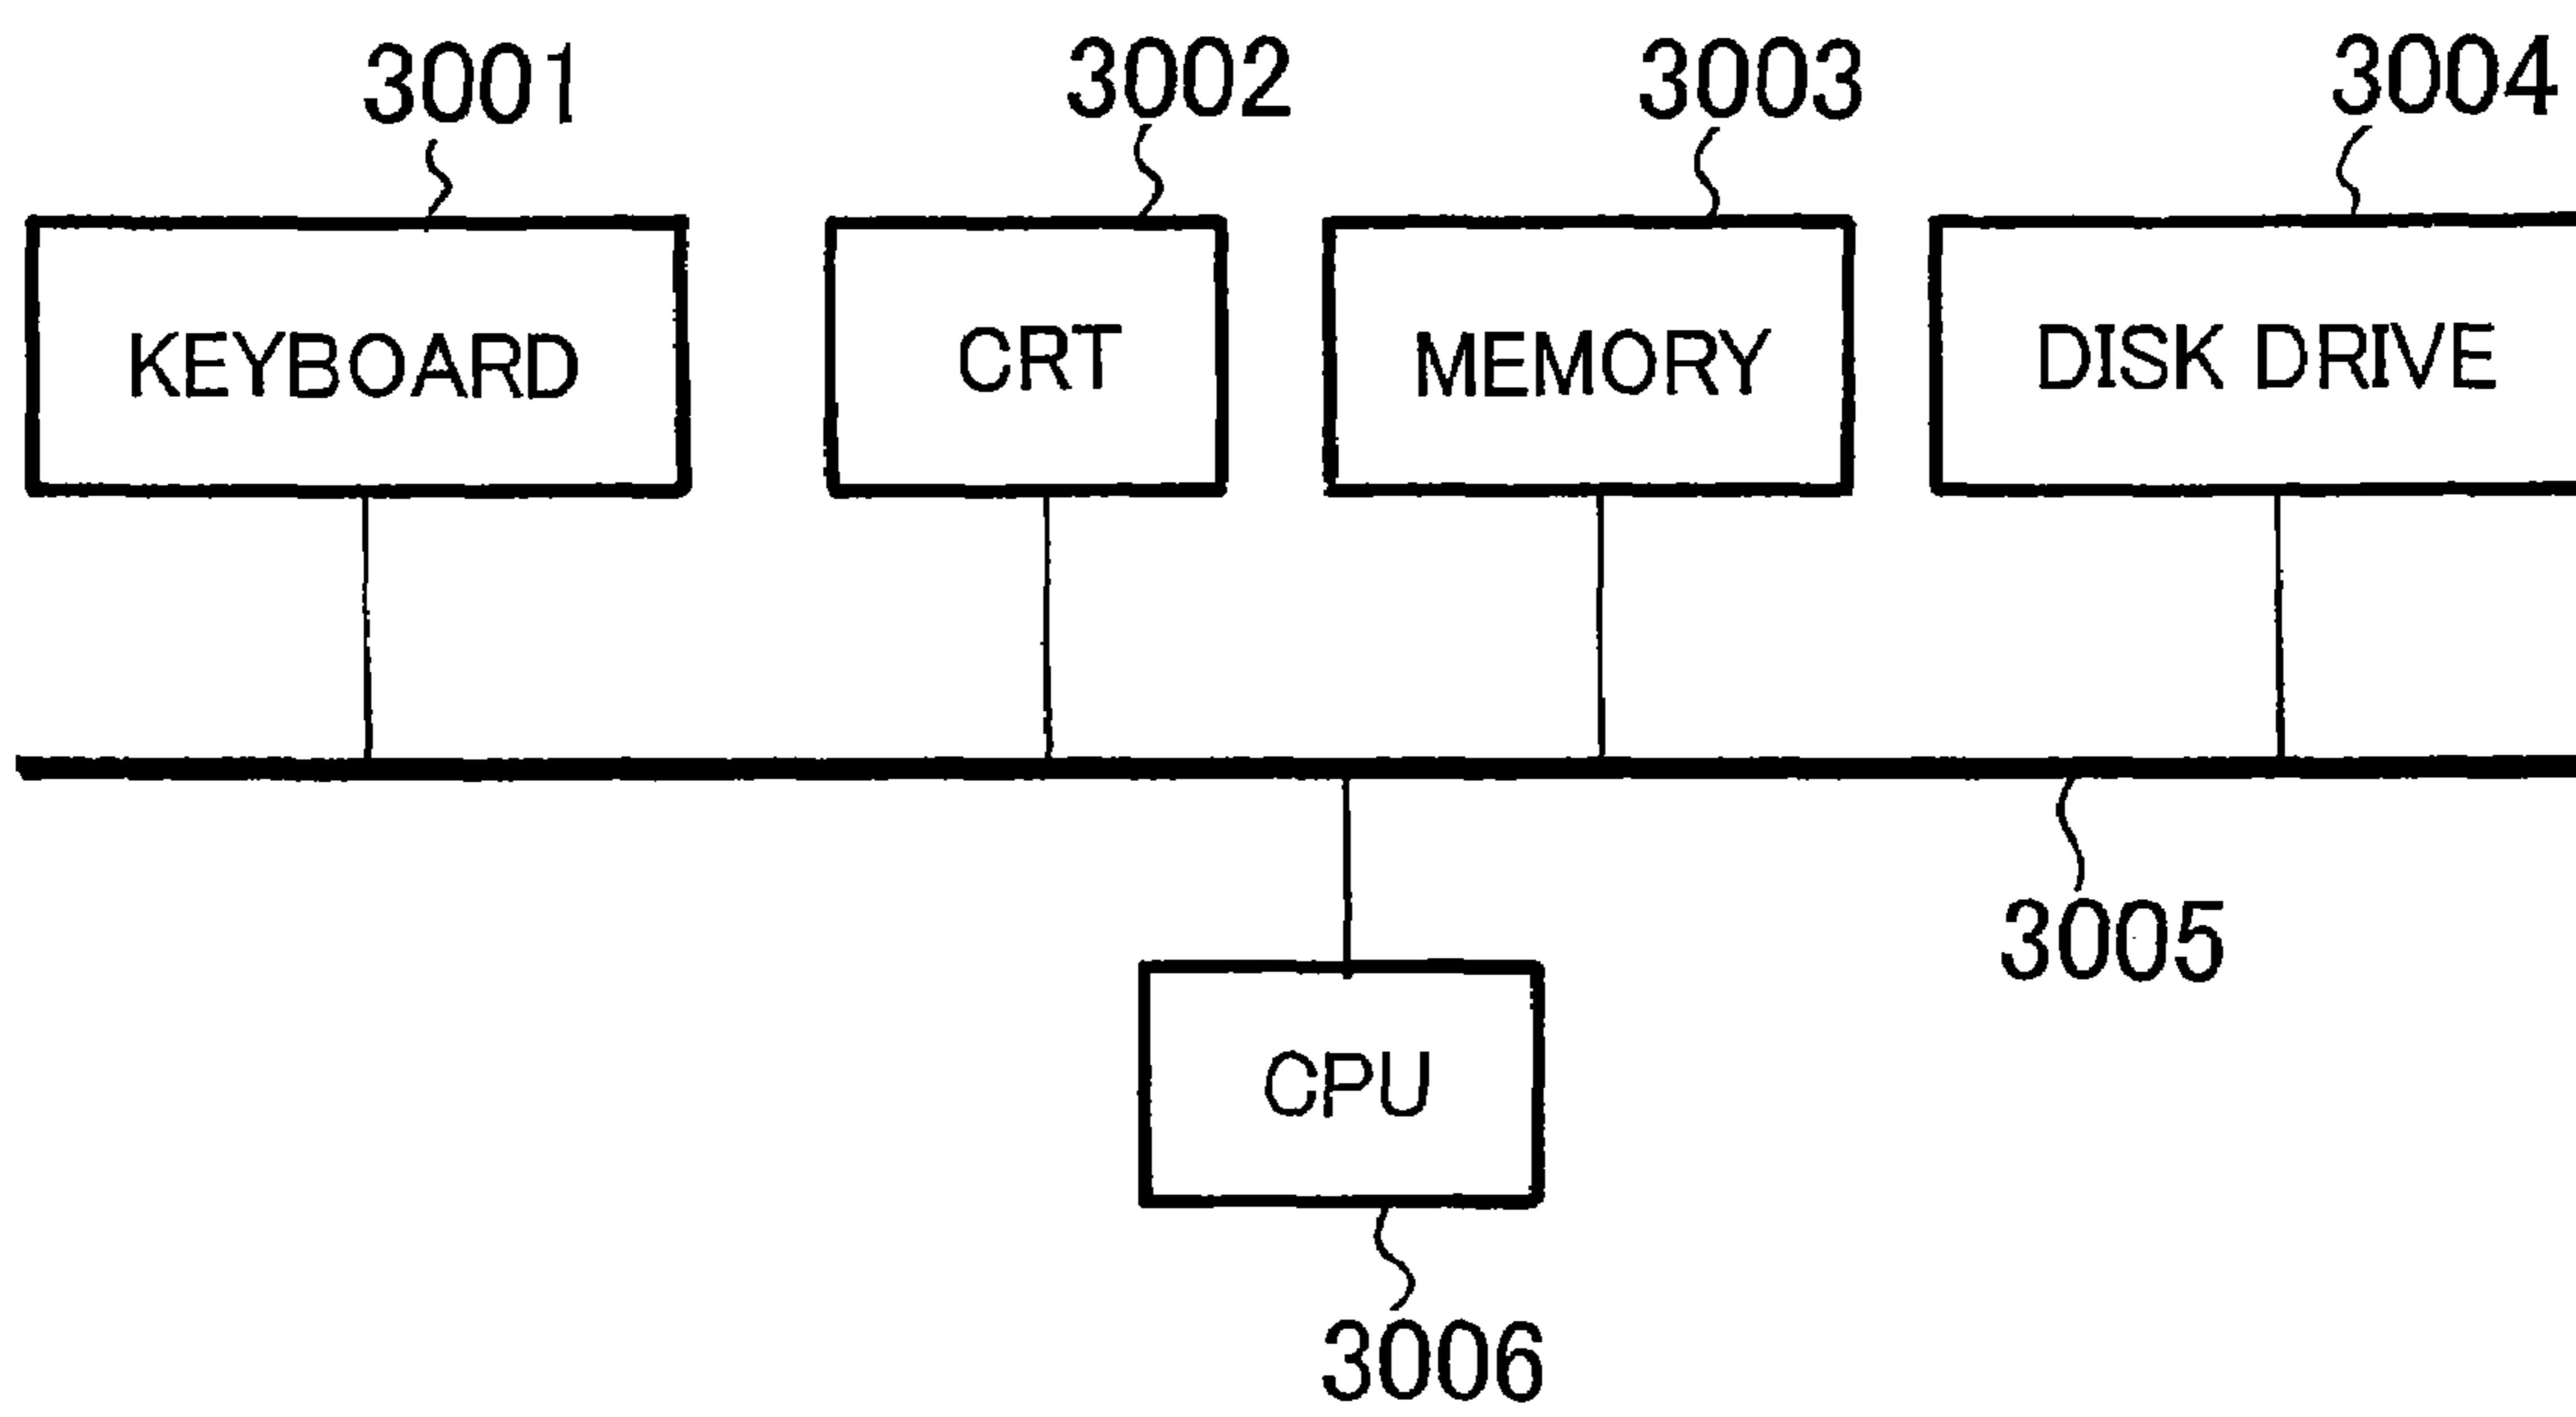 3001 3002 3003 3004
KEYBOARD CRT MEMORY DISK DRIVE
3005
CPU
3006